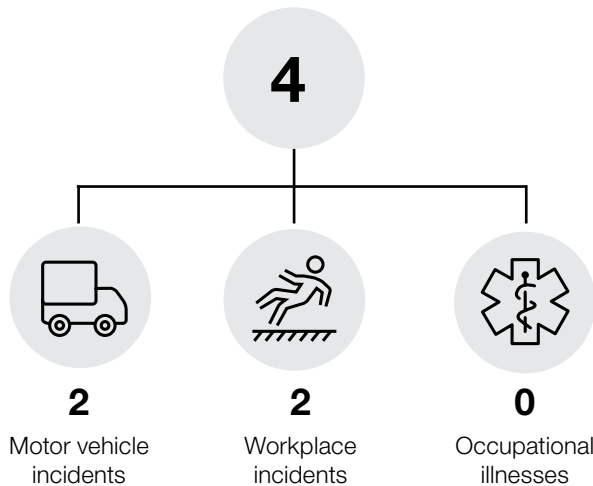 4
2
Motor vehicle
incidents
2
Workplace
incidents
0
Occupational
illnesses